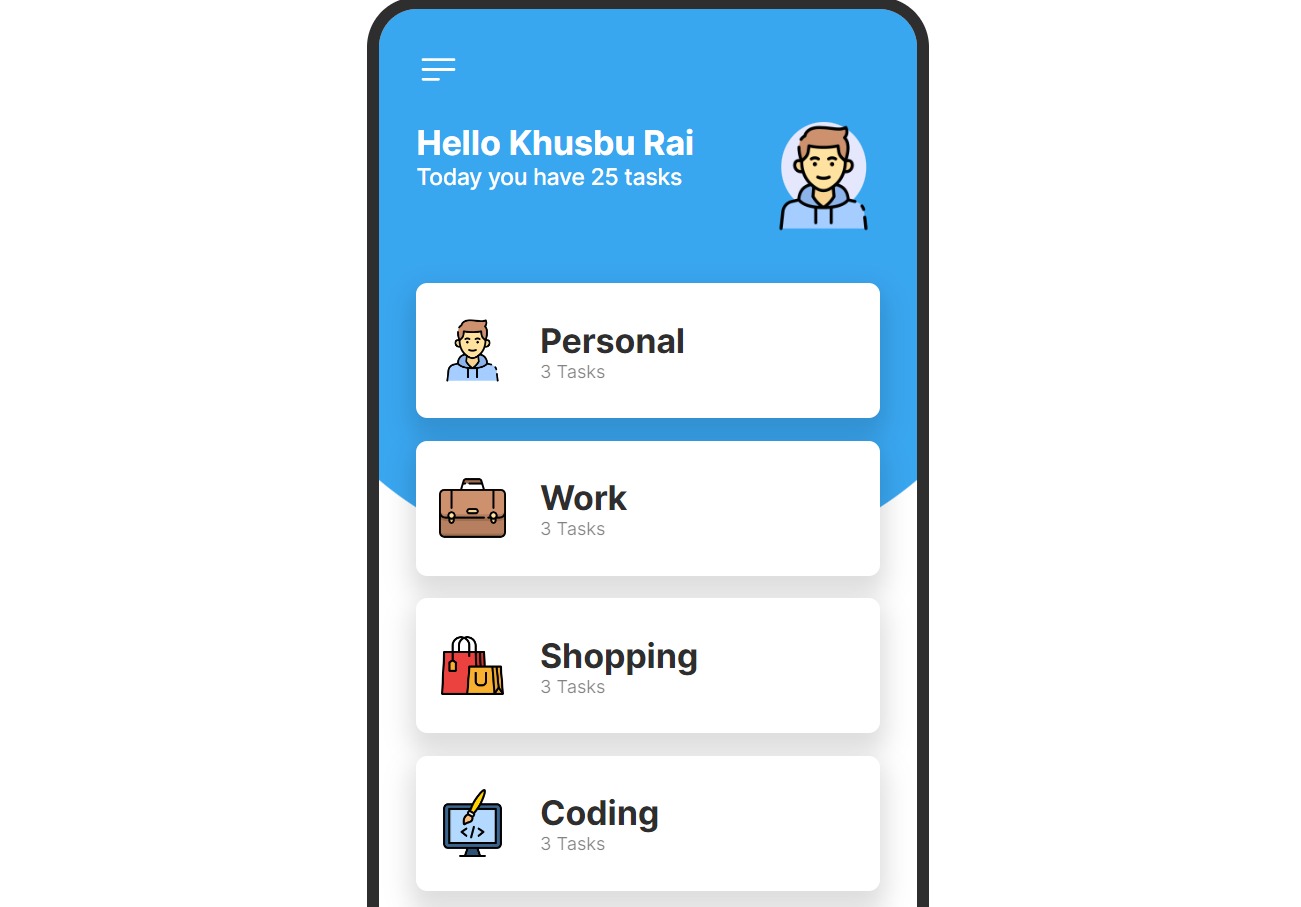 Hello Khusbu Rai
Today you have 25 tasks
Personal
3 Tasks
Work
3 Tasks
Shopping
3 Tasks
</>
Coding
3 Tasks